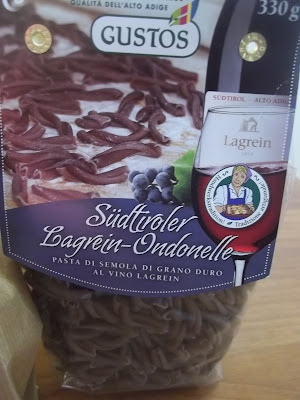 QUALITÀ DELL'ALTO ADIGE
GUSTOS
330 g
SÜDTIROL - ALTO ADIGE
Lagrein
Südtiroler
Lagrein-Ondonelle
PASTA DI SEMOLA DI GRANO DURO
AL VINO LAGREIN